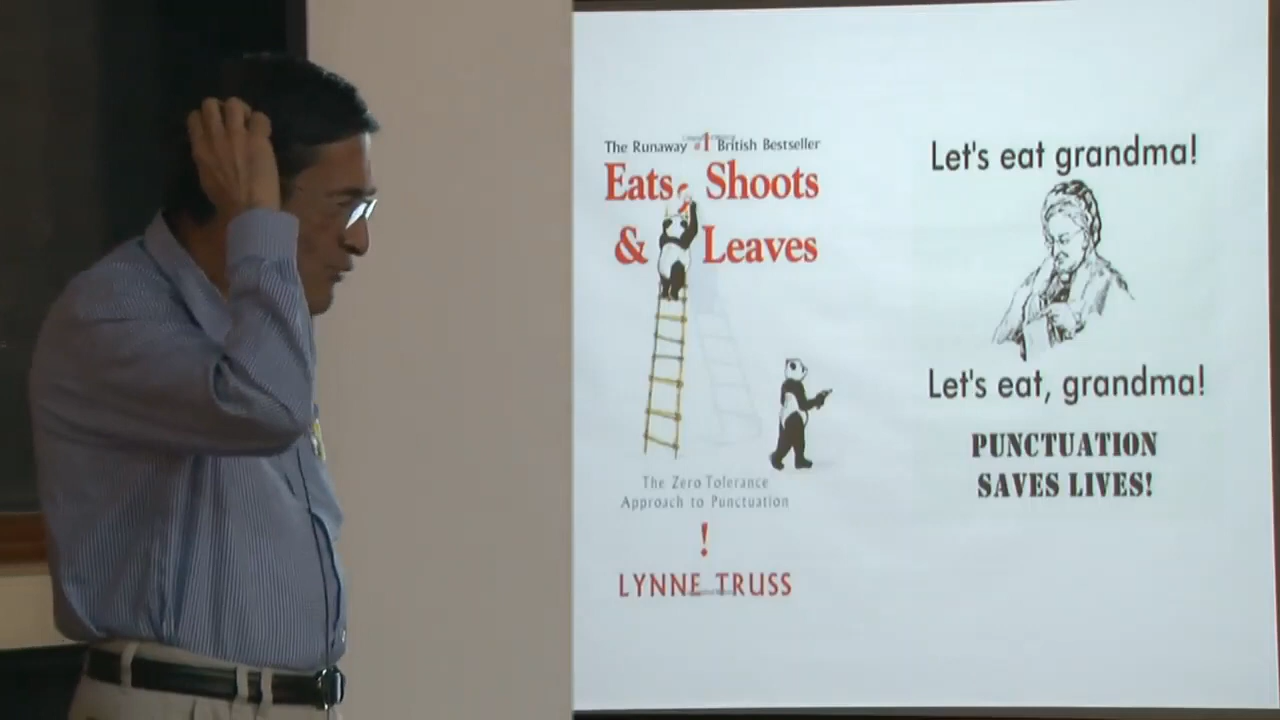 The Runaway #1 British Bestseller
Eats, Shoots
& Leaves
The Zero Tolerance
Approach to Punctuation
!
LYNNE TRUSS
Let's eat grandma!
Let's eat, grandma!
PUNCTUATION
SAVES LIVES!